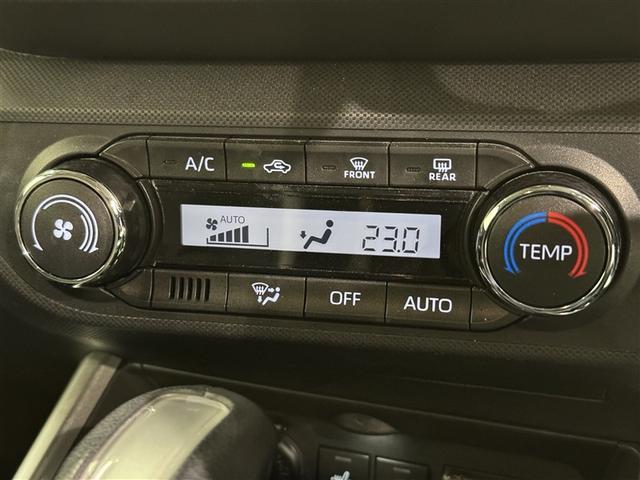 A/C
FRONT
REAR
AUTO
23.0
TEMP
OFF
AUTO